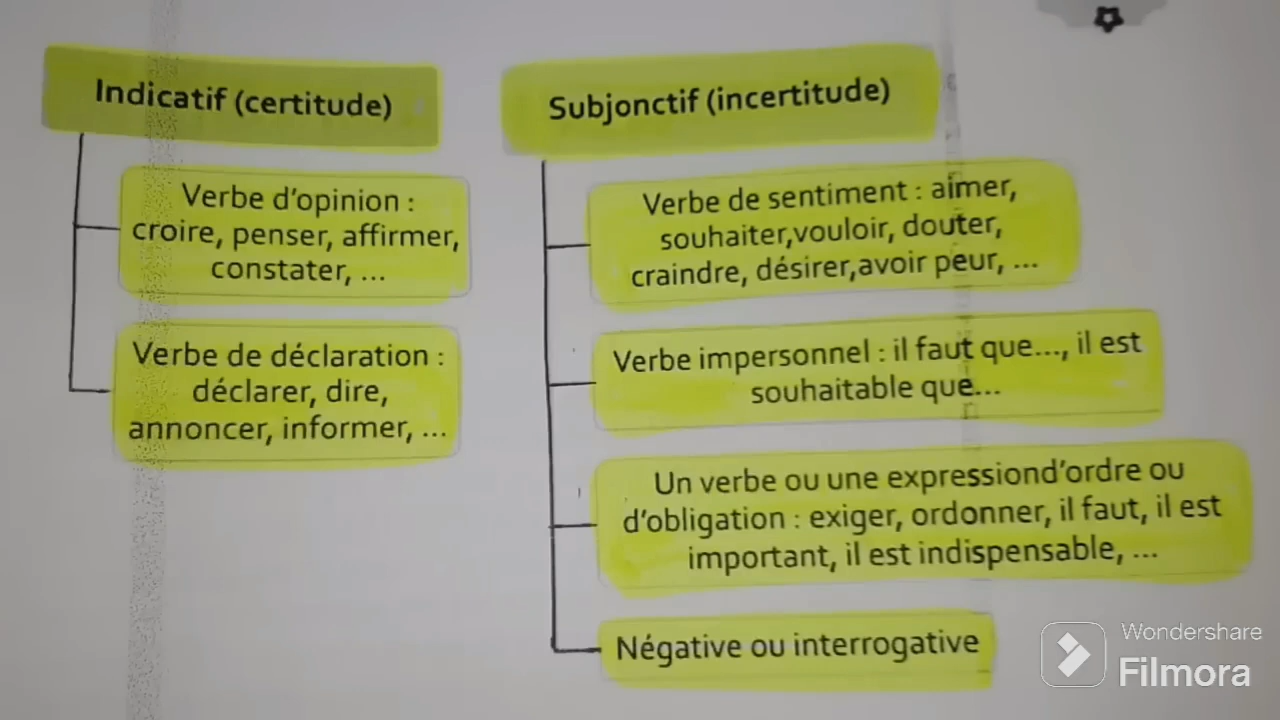 Indicatif (certitude)
Verbe d'opinion :
croire, penser, affirmer,
constater, ...
Verbe de déclaration :
déclarer, dire,
annoncer, informer, ...
Subjonctif (incertitude)
Verbe de sentiment : aimer,
souhaiter,vouloir, douter,
craindre, désirer,avoir peur, ...
Verbe impersonnel : il faut que..., il est
souhaitable que...
Un verbe ou une expressiond'ordre ou
d'obligation : exiger, ordonner, il faut, il est
important, il est indispensable, ...
Négative ou interrogative
Wondershare
Filmora